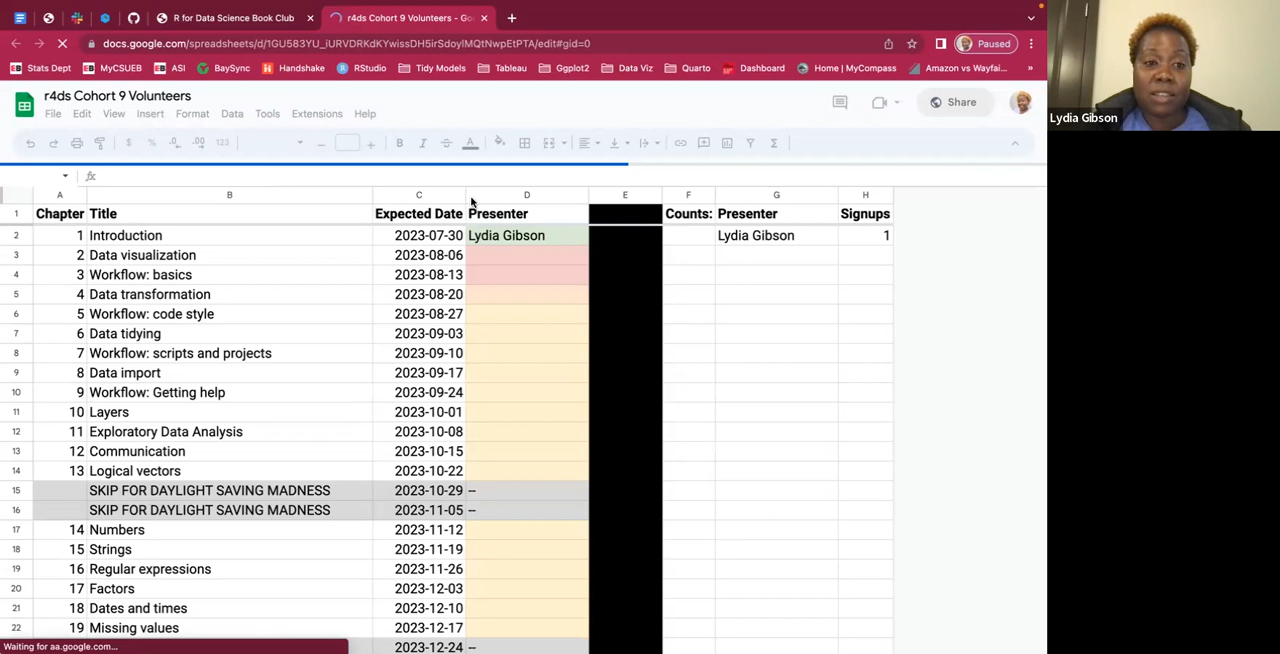 R for Data Science Book Club
r4ds Cohort 9 Volunteers - Goo
docs.google.com/spreadsheets/d/1GU583YU_iURVDRKdKYwissDH5irSdoylMQtNwpEtPTA/edit#gid=0
Paused
Stats Dept MyCSUEB ASI BaySync Handshake RStudio Tidy Models Tableau Ggplot2 Data Viz Quarto Dashboard Home | MyCompass Amazon vs Wayfai...
r4ds Cohort 9 Volunteers
File Edit View Insert Format Data Tools Extensions Help
Share
Lydia Gibson
$ % .0 .00 123 B I A
fx
A B C D E F G H
1 Chapter Title Expected Date Presenter Counts: Presenter Signups
2 1 Introduction 2023-07-30 Lydia Gibson Lydia Gibson 1
3 2 Data visualization 2023-08-06
4 3 Workflow: basics 2023-08-13
5 4 Data transformation 2023-08-20
6 5 Workflow: code style 2023-08-27
7 6 Data tidying 2023-09-03
8 7 Workflow: scripts and projects 2023-09-10
9 8 Data import 2023-09-17
10 9 Workflow: Getting help 2023-09-24
11 10 Layers 2023-10-01
12 11 Exploratory Data Analysis 2023-10-08
13 12 Communication 2023-10-15
14 13 Logical vectors 2023-10-22
15 SKIP FOR DAYLIGHT SAVING MADNESS 2023-10-29 --
16 SKIP FOR DAYLIGHT SAVING MADNESS 2023-11-05 --
17 14 Numbers 2023-11-12
18 15 Strings 2023-11-19
19 16 Regular expressions 2023-11-26
20 17 Factors 2023-12-03
21 18 Dates and times 2023-12-10
22 19 Missing values 2023-12-17
2023-12-24 --
Waiting for aa.google.com...